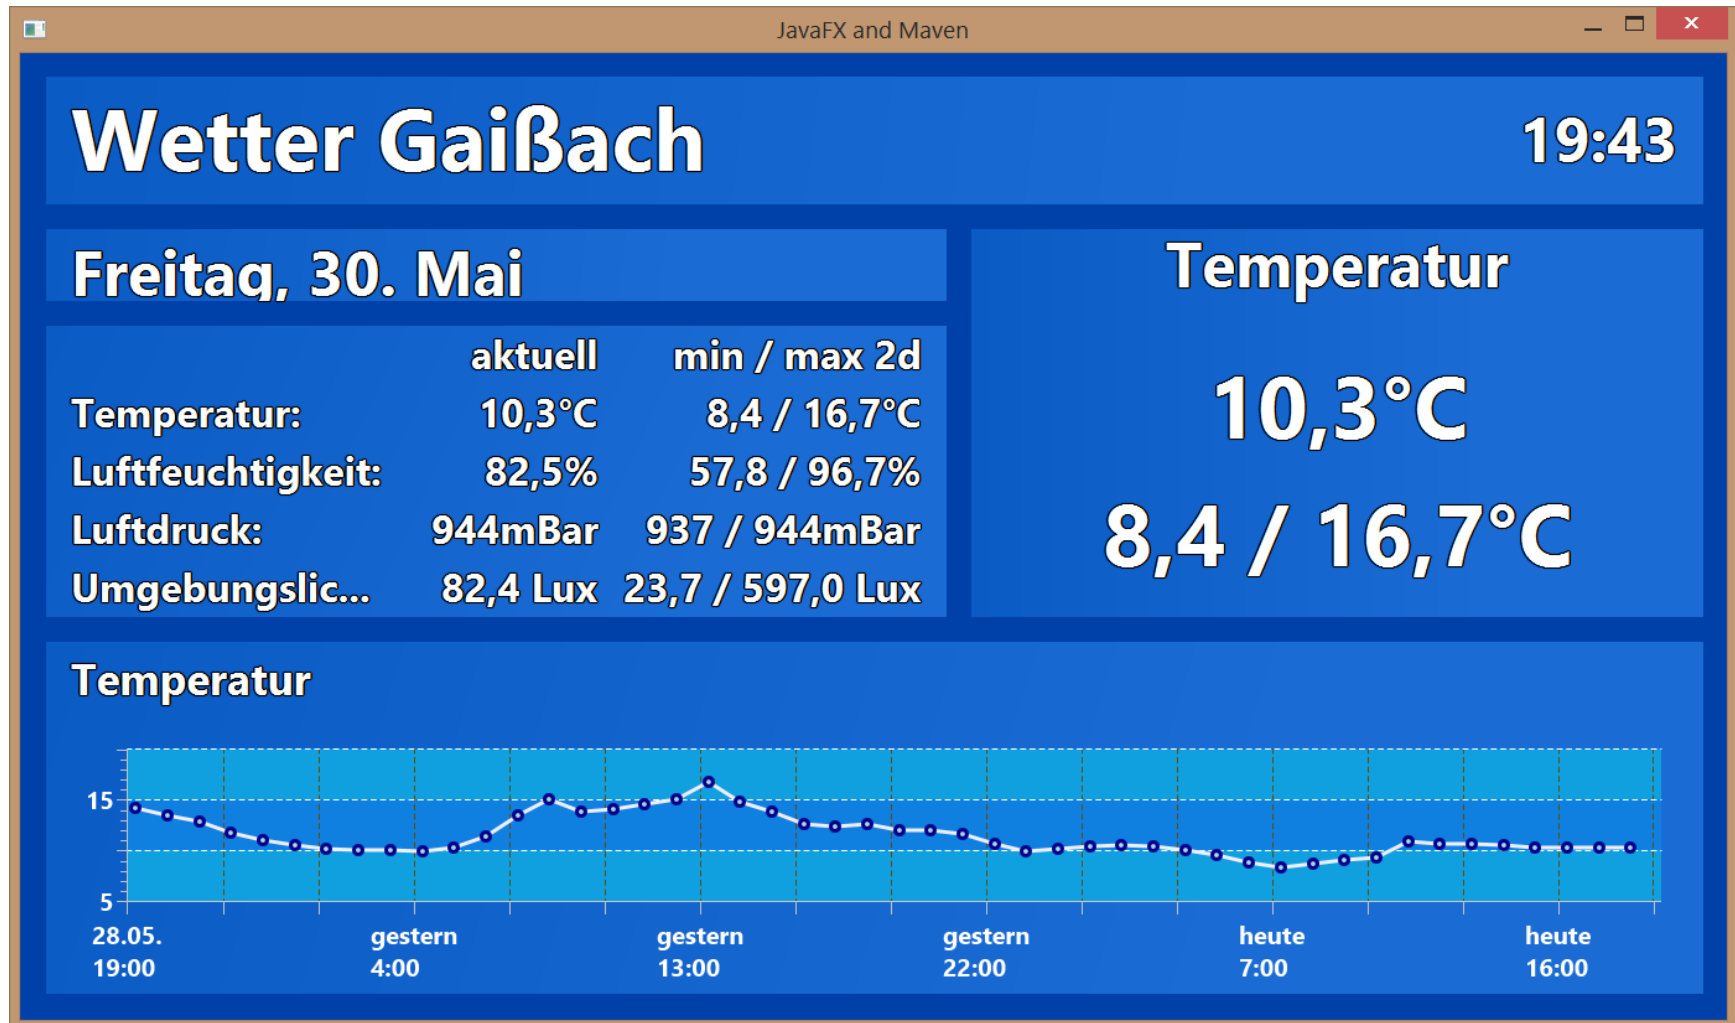 JavaFX and Maven
Wetter Gaißach
19:43
Freitag, 30. Mai
aktuell min / max 2d
Temperatur: 10,3°C 8,4 / 16,7°C
Luftfeuchtigkeit: 82,5% 57,8 / 96,7%
Luftdruck: 944mBar 937 / 944mBar
Umgebungslic... 82,4 Lux 23,7 / 597,0 Lux
Temperatur
10,3°C
8,4 / 16,7°C
Temperatur
15
5
28.05. gestern gestern gestern heute heute
19:00 4:00 13:00 22:00 7:00 16:00